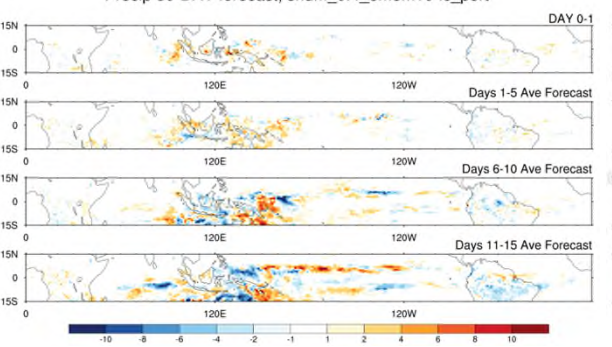 DAY 0-1
15N
0
15S
0
120E
120W
Days 1-5 Ave Forecast
15N
0
15S
0
120E
120W
Days 6-10 Ave Forecast
15N
0
15S
0
120E
120W
Days 11-15 Ave Forecast
15N
0
15S
0
120E
120W
-10 -8 -6 -4 -2 -1 1 2 4 6 8 10